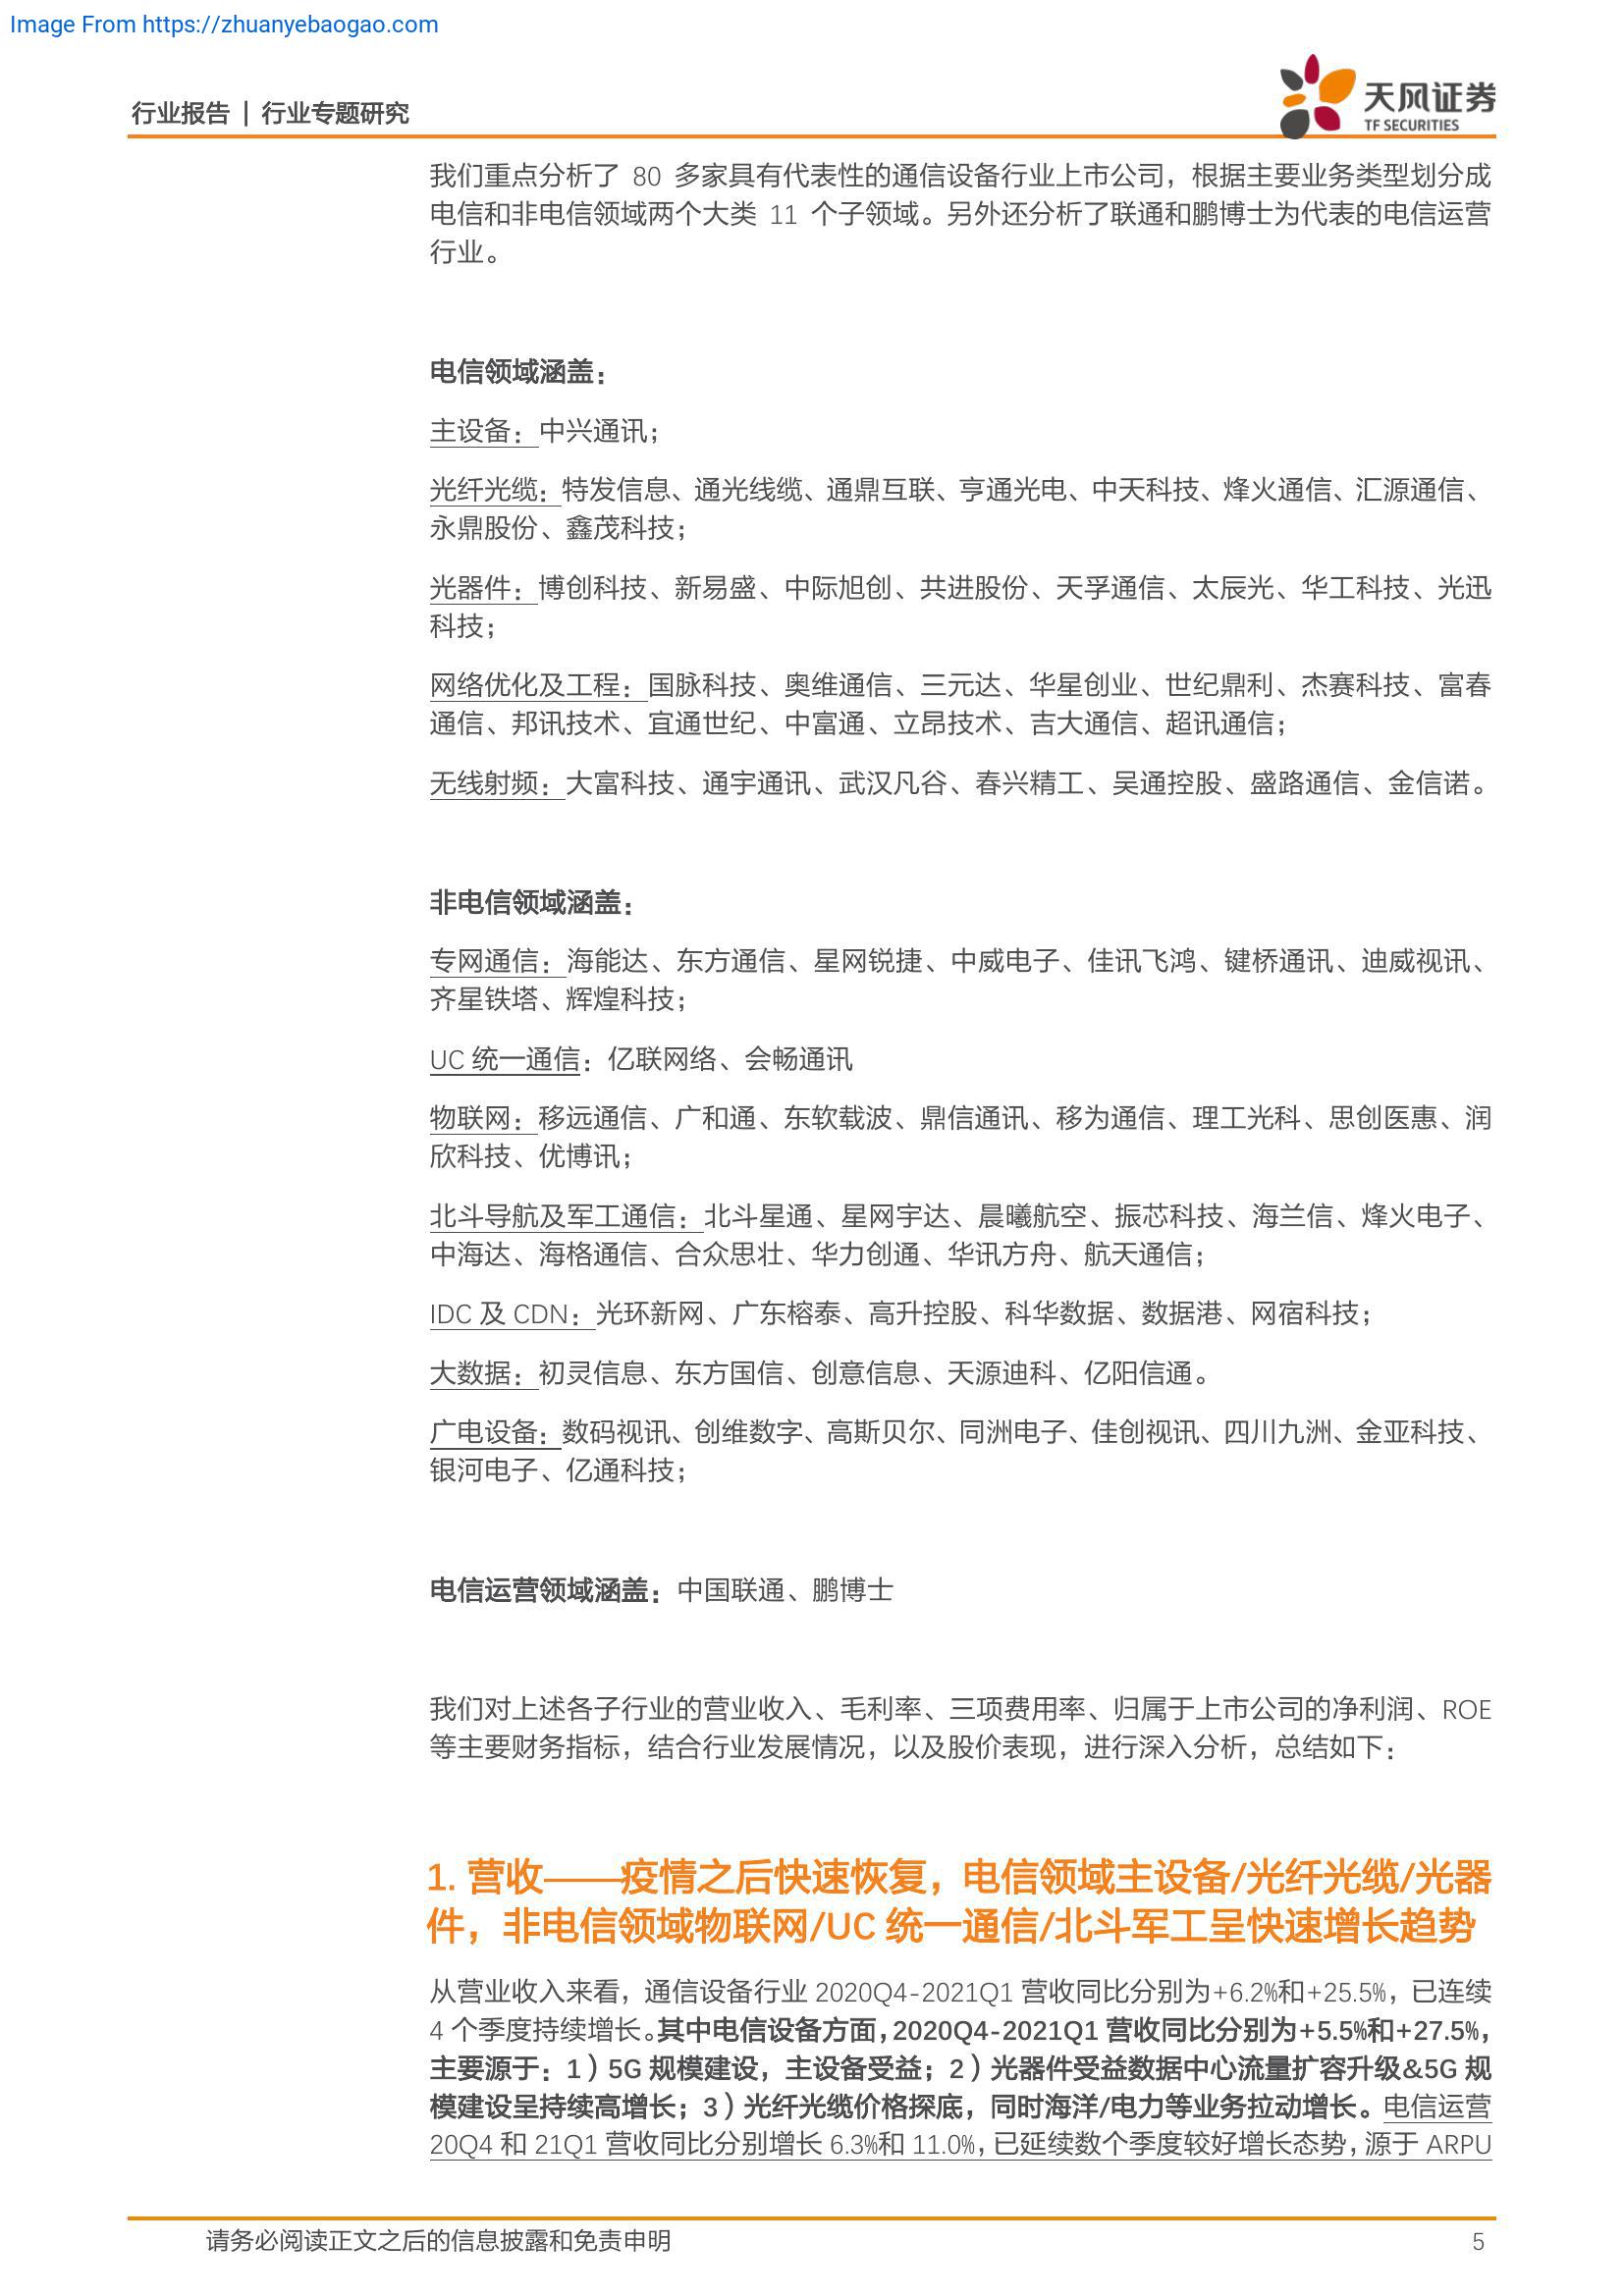 Image From https://zhuanyebaogao.com
行业报告 | 行业专题研究
天风证券
TF SECURITIES
我们重点分析了 80 多家具有代表性的通信设备行业上市公司，根据主要业务类型划分成
电信和非电信领域两个大类 11 个子领域。另外还分析了联通和鹏博士为代表的电信运营
行业。
电信领域涵盖：
主设备：中兴通讯；
光纤光缆：特发信息、通光线缆、通鼎互联、亨通光电、中天科技、烽火通信、汇源通信、
永鼎股份、鑫茂科技；
光器件：博创科技、新易盛、中际旭创、共进股份、天孚通信、太辰光、华工科技、光迅
科技；
网络优化及工程：国脉科技、奥维通信、三元达、华星创业、世纪鼎利、杰赛科技、富春
通信、邦讯技术、宜通世纪、中富通、立昂技术、吉大通信、超讯通信；
无线射频：大富科技、通宇通讯、武汉凡谷、春兴精工、吴通控股、盛路通信、金信诺。
非电信领域涵盖：
专网通信：海能达、东方通信、星网锐捷、中威电子、佳讯飞鸿、键桥通讯、迪威视讯、
齐星铁塔、辉煌科技；
UC 统一通信：亿联网络、会畅通讯
物联网：移远通信、广和通、东软载波、鼎信通讯、移为通信、理工光科、思创医惠、润
欣科技、优博讯；
北斗导航及军工通信：北斗星通、星网宇达、晨曦航空、振芯科技、海兰信、烽火电子、
中海达、海格通信、合众思壮、华力创通、华讯方舟、航天通信；
IDC 及 CDN：光环新网、广东榕泰、高升控股、科华数据、数据港、网宿科技；
大数据：初灵信息、东方国信、创意信息、天源迪科、亿阳信通。
广电设备：数码视讯、创维数字、高斯贝尔、同洲电子、佳创视讯、四川九洲、金亚科技、
银河电子、亿通科技；
电信运营领域涵盖：中国联通、鹏博士
我们对上述各子行业的营业收入、毛利率、三项费用率、归属于上市公司的净利润、ROE
等主要财务指标，结合行业发展情况，以及股价表现，进行深入分析，总结如下：
1. 营收——疫情之后快速恢复，电信领域主设备/光纤光缆/光器
件，非电信领域物联网/UC 统一通信/北斗军工呈快速增长趋势
从营业收入来看，通信设备行业 2020Q4-2021Q1 营收同比分别为+6.2%和+25.5%，已连续
4 个季度持续增长。其中电信设备方面，2020Q4-2021Q1 营收同比分别为+5.5%和+27.5%，
主要源于：1）5G 规模建设，主设备受益；2）光器件受益数据中心流量扩容升级&5G 规
模建设呈持续高增长；3）光纤光缆价格探底，同时海洋/电力等业务拉动增长。电信运营
20Q4 和 21Q1 营收同比分别增长 6.3%和 11.0%，已延续数个季度较好增长态势，源于 ARPU
请务必阅读正文之后的信息披露和免责申明
5